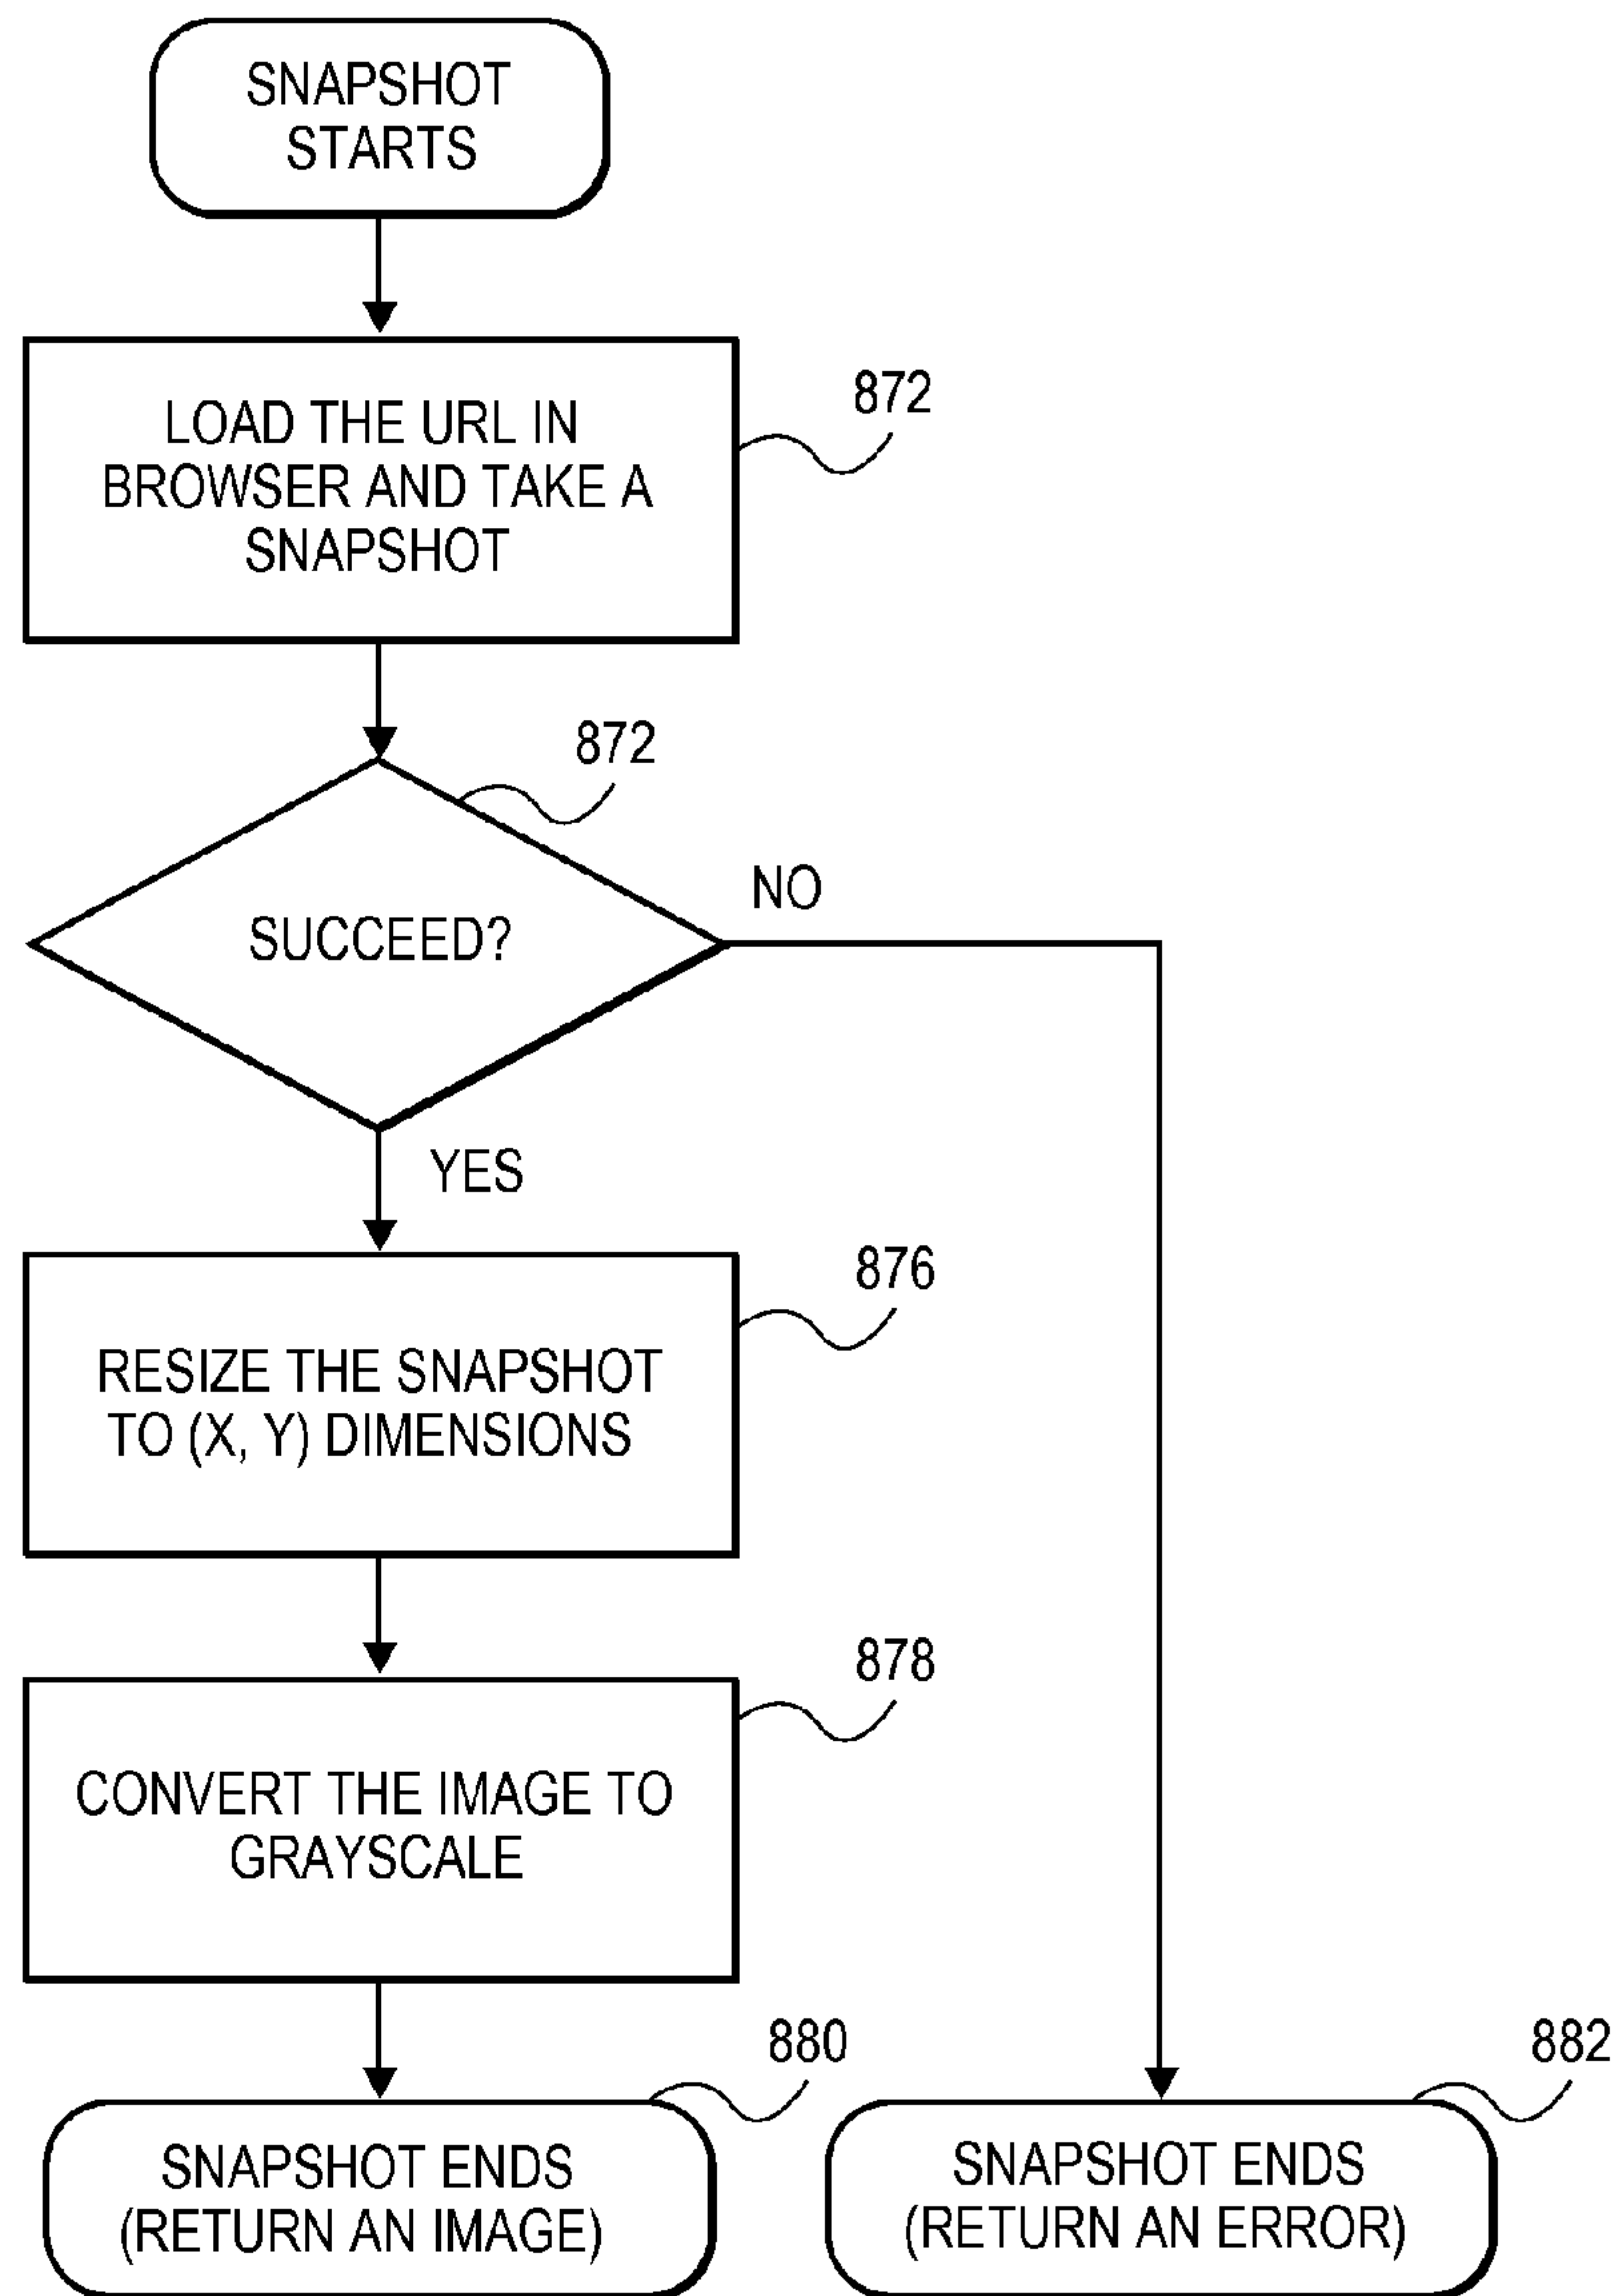 SNAPSHOT
STARTS
872
LOAD THE URL IN
BROWSER AND TAKE A
SNAPSHOT
872
SUCCEED?
NO
YES
876
RESIZE THE SNAPSHOT
TO (X, Y) DIMENSIONS
878
CONVERT THE IMAGE TO
GRAYSCALE
880
SNAPSHOT ENDS
(RETURN AN IMAGE)
882
SNAPSHOT ENDS
(RETURN AN ERROR)